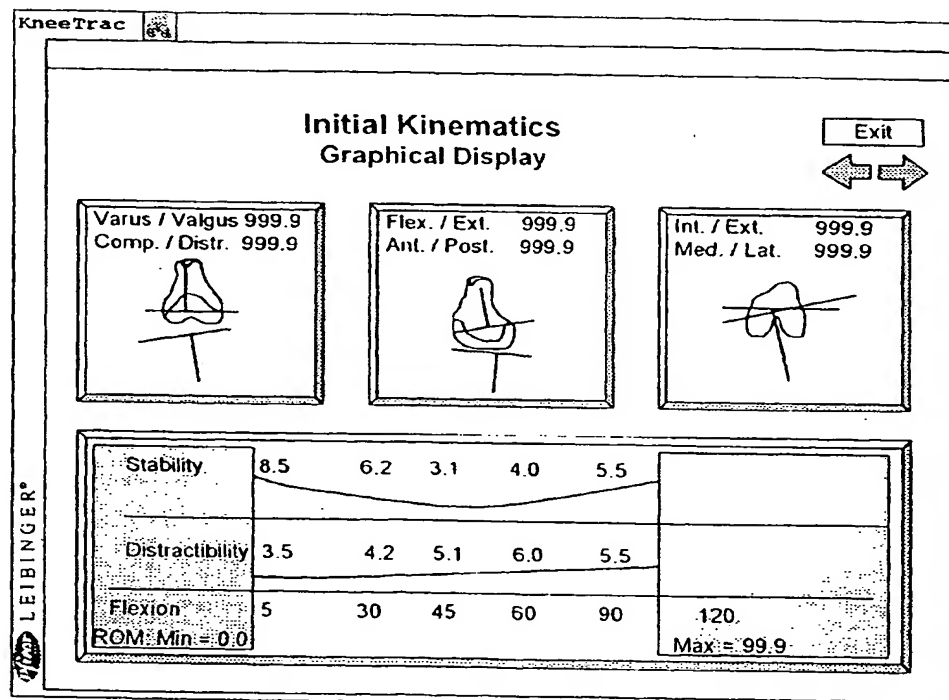 KneeTrac
Initial Kinematics
Graphical Display
Exit
Varus / Valgus 999.9
Comp. / Distr. 999.9
Flex. / Ext. 999.9
Ant. / Post. 999.9
Int. / Ext. 999.9
Med. / Lat. 999.9
Stability 8.5 6.2 3.1 4.0 5.5
Distractibility 3.5 4.2 5.1 6.0 5.5
Flexion 5 30 45 60 90 120
ROM: Min = 0.0 Max = 99.9
LEIBINGER®